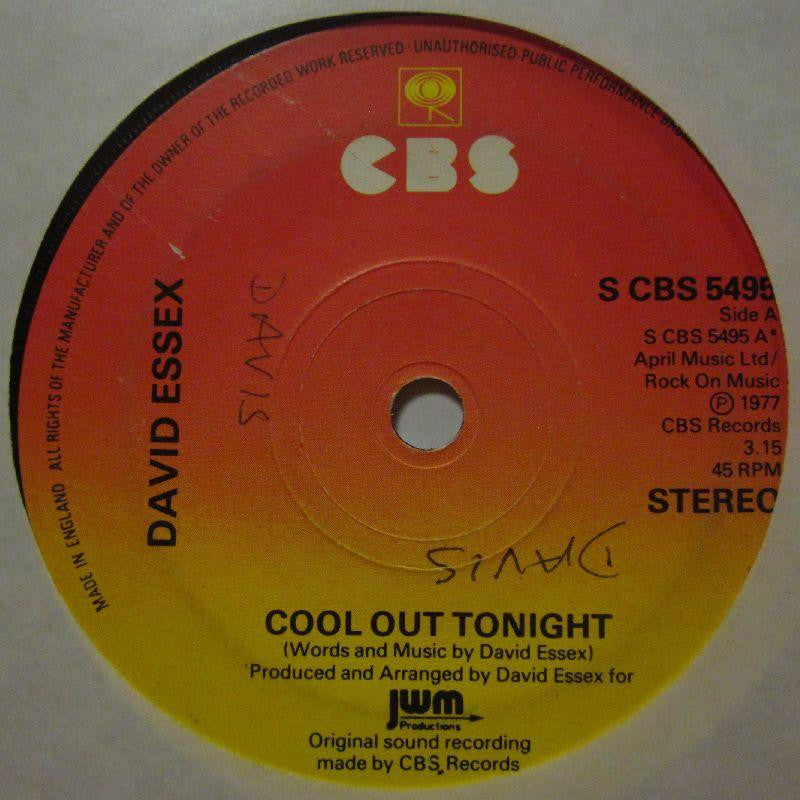 MADE IN ENGLAND ALL RIGHTS OF THE MANUFACTURER AND OF THE OWNER OF THE RECORDED WORK RESERVED · UNAUTHORISED PUBLIC PERFORMANCE
CBS
DAVID ESSEX
DAVIS
S CBS 5495
Side A
S CBS 5495 A*
April Music Ltd/
Rock On Music
℗ 1977
CBS Records
3.15
45 RPM
STEREO
DAVIS
COOL OUT TONIGHT
(Words and Music by David Essex)
Produced and Arranged by David Essex for
jwm
Productions
Original sound recording
made by CBS Records